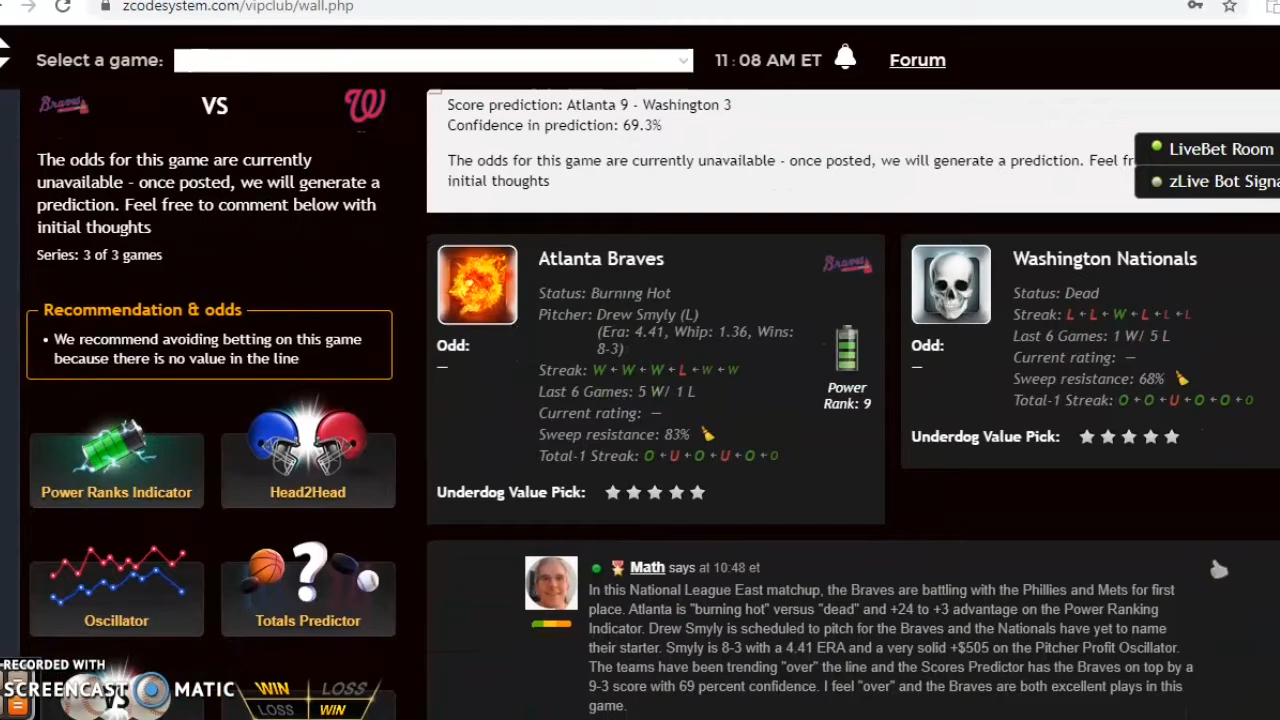 zcodesystem.com/vipclub/wall.php
Select a game:
11:08 AM ET
Forum
Braves
VS
W
The odds for this game are currently
unavailable - once posted, we will generate a
prediction. Feel free to comment below with
initial thoughts
Series: 3 of 3 games
Recommendation & odds
• We recommend avoiding betting on this game
because there is no value in the line
Power Ranks Indicator
Head2Head
Oscillator
Totals Predictor
WIN LOSS
LOSS WIN
VS
RECORDED WITH
SCREENCAST MATIC
Score prediction: Atlanta 9 - Washington 3
Confidence in prediction: 69.3%
The odds for this game are currently unavailable - once posted, we will generate a prediction. Feel
initial thoughts
LiveBet Room
zLive Bot
Atlanta Braves
Braves
Status: Burning Hot
Pitcher: Drew Smyly (L)
(Era: 4.41, Whip: 1.36, Wins:
8-3)
Odd:
—
Streak: W - W - W - L - W - W
Last 6 Games: 5 W/ 1 L
Current rating: —
Sweep resistance: 83%
Total-1 Streak: O - U - O - U - O - O
Power
Rank: 9
Underdog Value Pick:
Washington Nationals
Status: Dead
Streak: L - L - W - L - L - L
Last 6 Games: 1 W/ 5 L
Odd:
—
Current rating: —
Sweep resistance: 68%
Total-1 Streak: O - O - U - O - O - O
Underdog Value Pick:
Math says at 10:48 et
In this National League East matchup, the Braves are battling with the Phillies and Mets for first
place. Atlanta is "burning hot" versus "dead" and +24 to +3 advantage on the Power Ranking
Indicator. Drew Smyly is scheduled to pitch for the Braves and the Nationals have yet to name
their starter. Smyly is 8-3 with a 4.41 ERA and a very solid +$505 on the Pitcher Profit Oscillator.
The teams have been trending "over" the line and the Scores Predictor has the Braves on top by a
9-3 score with 69 percent confidence. I feel "over" and the Braves are both excellent plays in this
game.